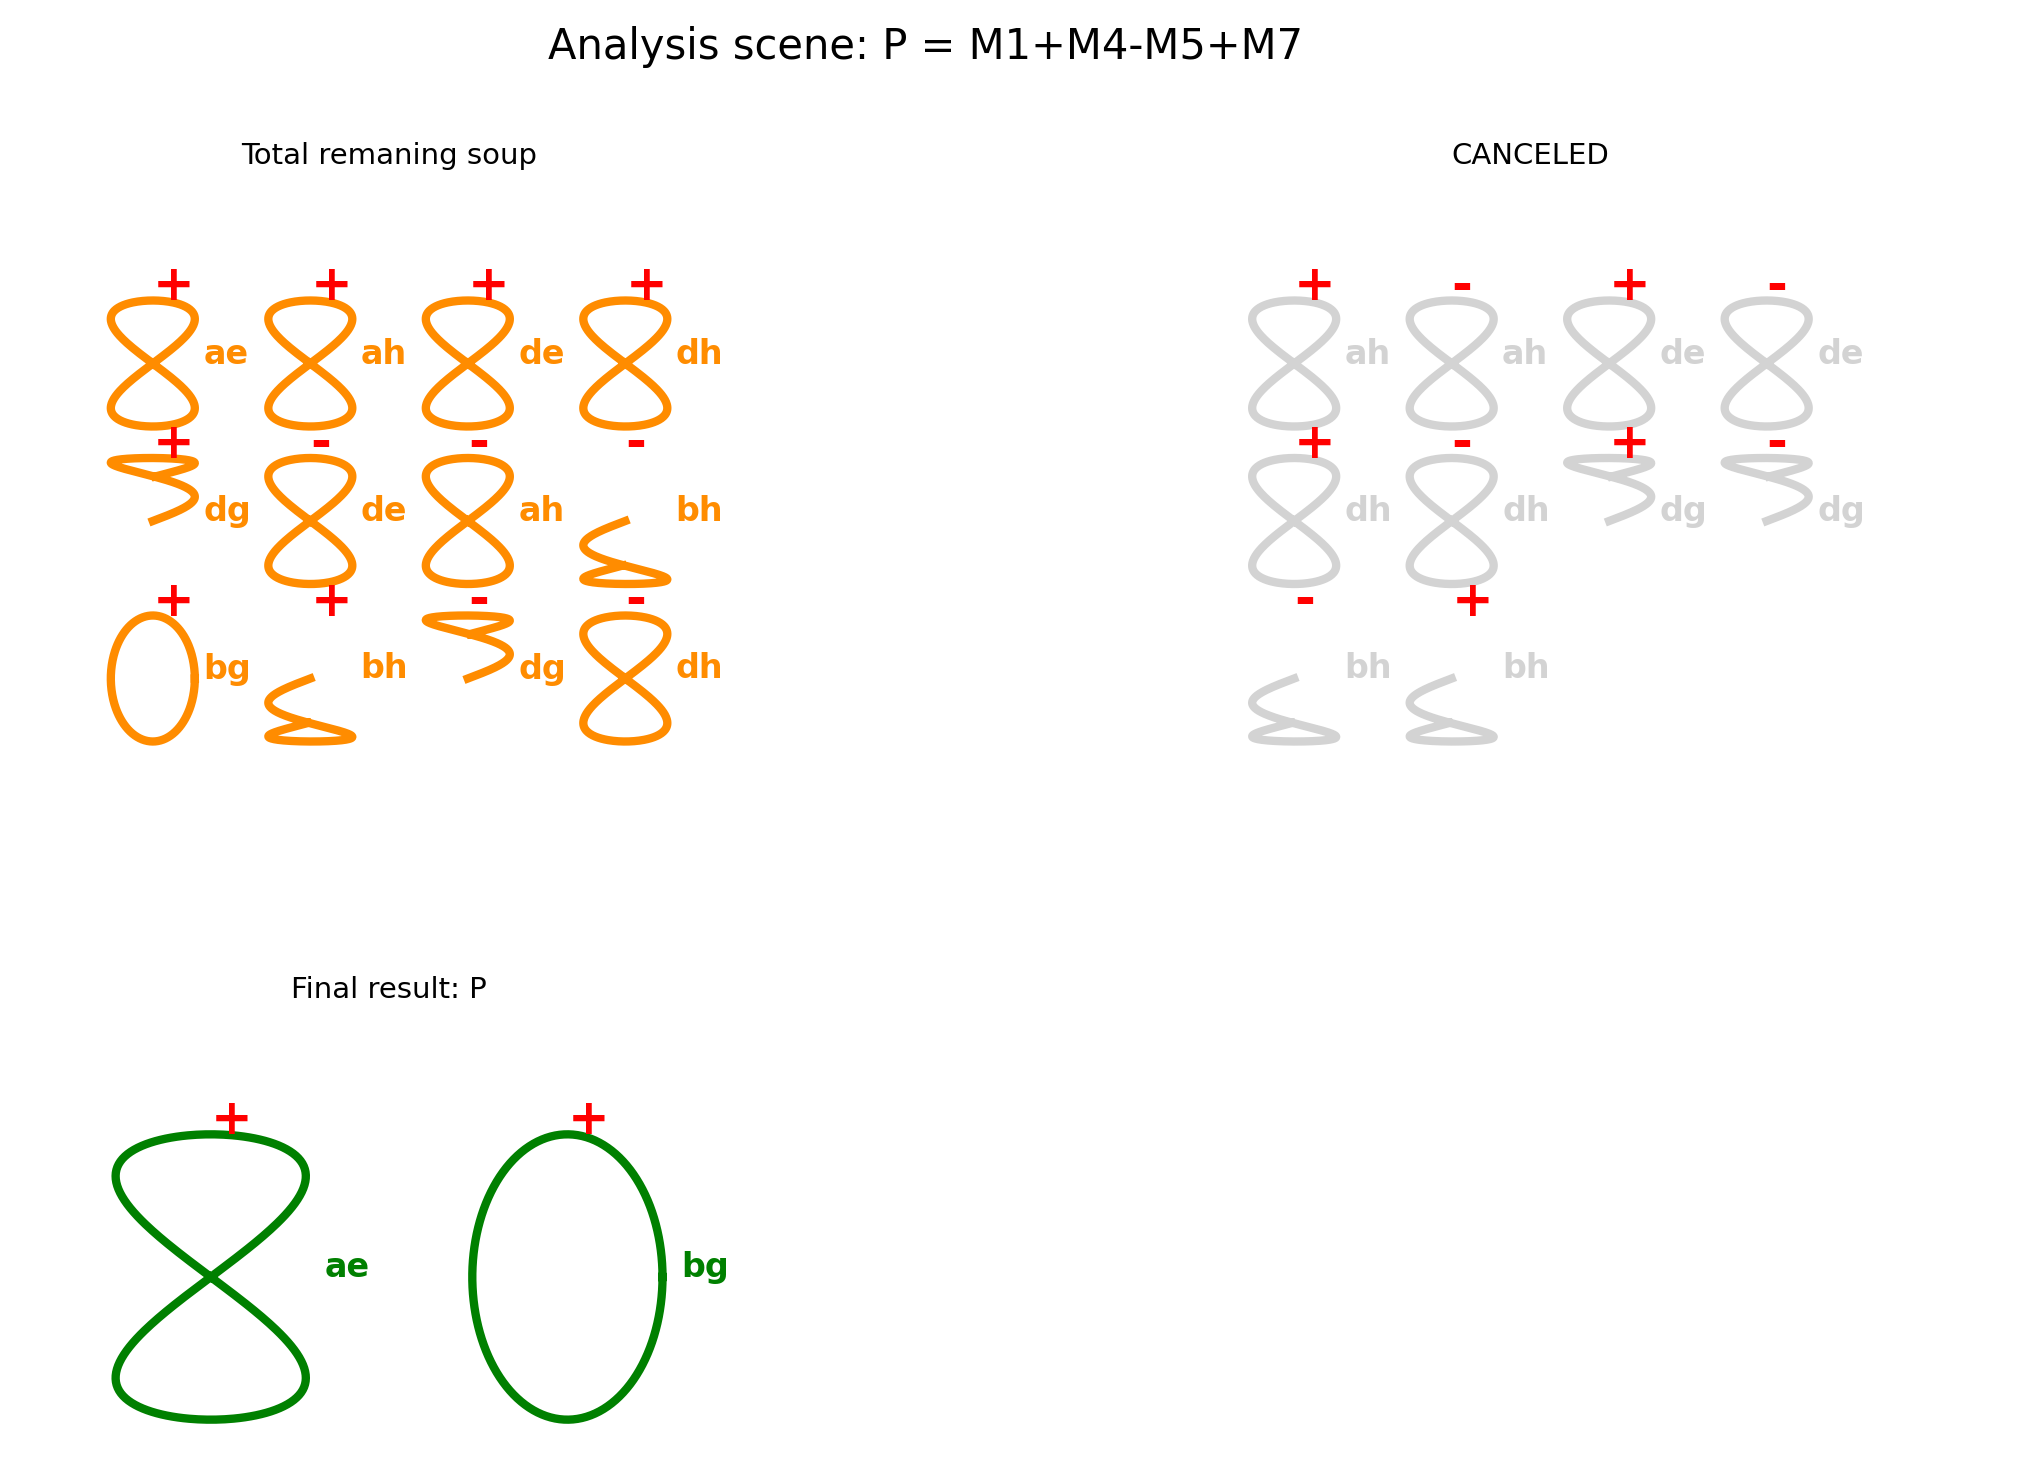 Analysis scene: P = M1+M4-M5+M7
Total remaning soup
+ + + +
ae ah de dh
+ - - -
dg de ah bh
+ + - -
bg bh dg dh
CANCELED
+ - + -
ah ah de de
+ - + -
dh dh dg dg
- +
bh bh
Final result: P
+ +
ae bg